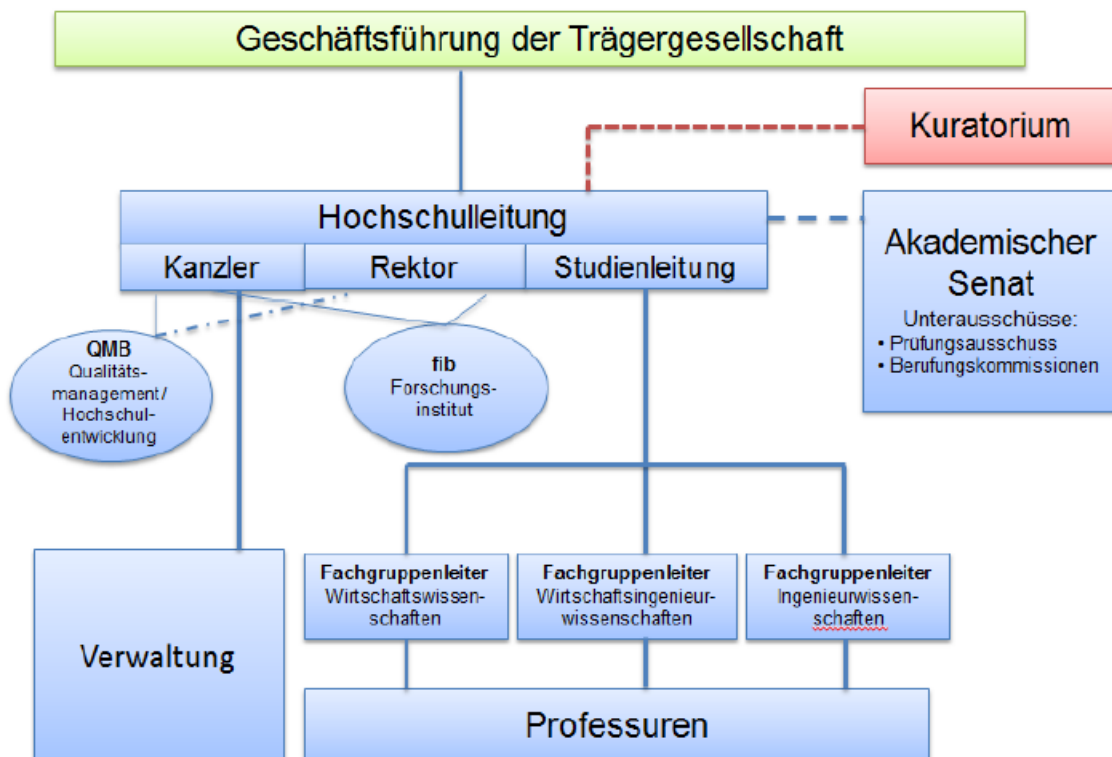 Geschäftsführung der Trägergesellschaft
Kuratorium
Hochschulleitung
Kanzler
Rektor
Studienleitung
Akademischer
Senat
Unterausschüsse:
• Prüfungsausschuss
• Berufungskommissionen
QMB
Qualitäts-
management/
Hochschul-
entwicklung
fib
Forschungs-
institut
Fachgruppenleiter
Wirtschaftswissen-
schaften
Fachgruppenleiter
Wirtschaftsingenieur-
wissenschaften
Fachgruppenleiter
Ingenieurwissen-
schaften
Verwaltung
Professuren